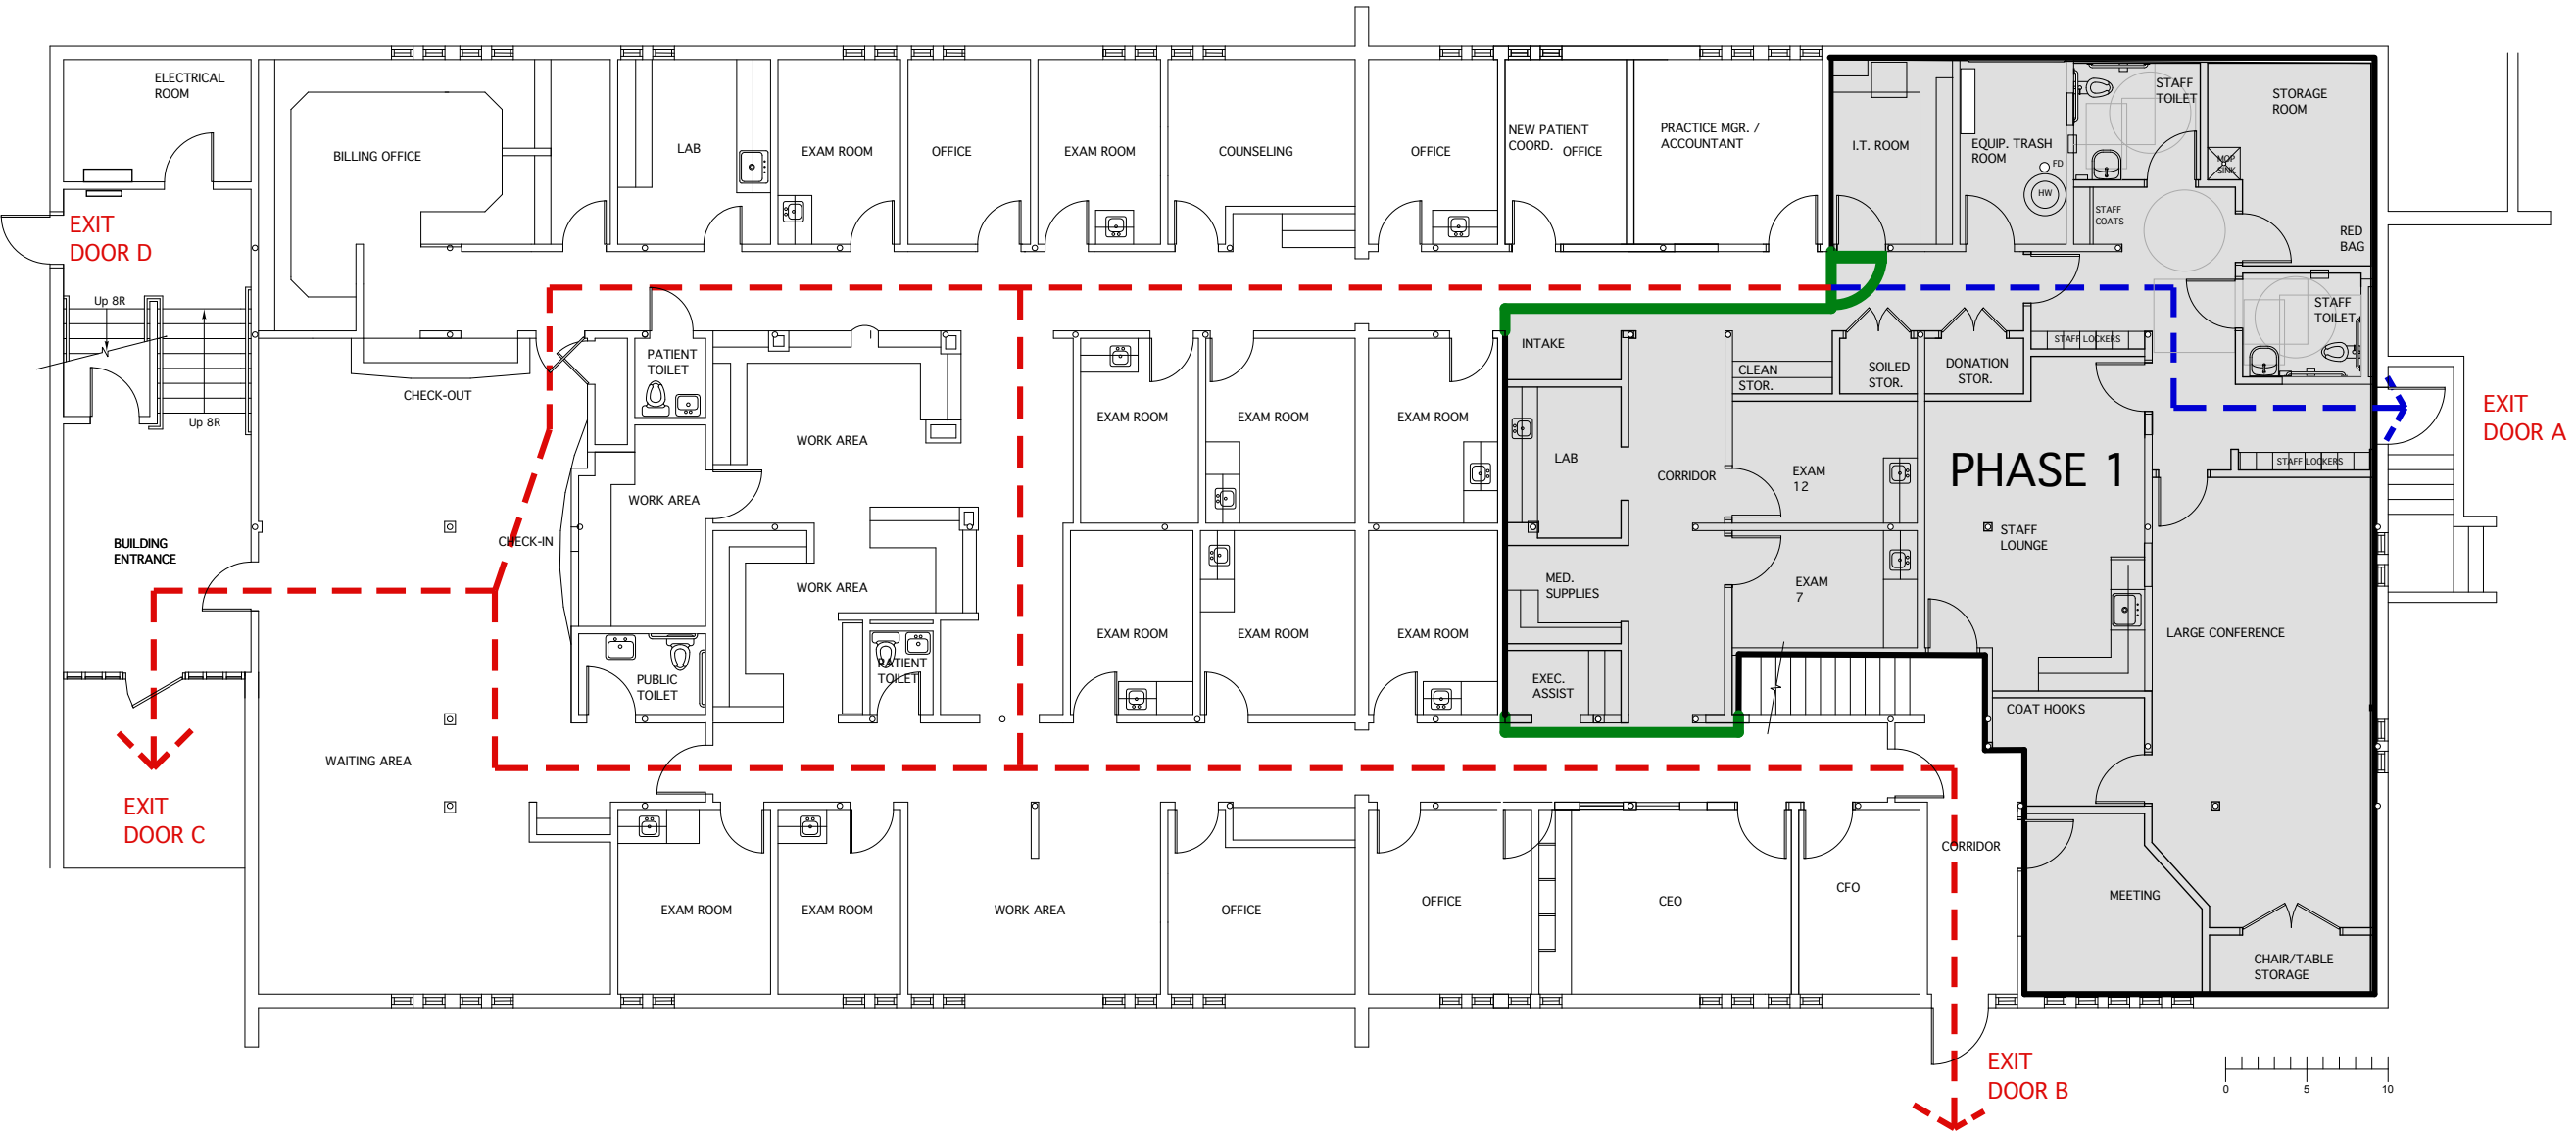 ELECTRICAL
ROOM
BILLING OFFICE
LAB
EXAM ROOM
OFFICE
EXAM ROOM
COUNSELING
OFFICE
NEW PATIENT
COORD. OFFICE
PRACTICE MGR. /
ACCOUNTANT
I.T. ROOM
EQUIP. TRASH
ROOM
FD
HW
STAFF
TOILET
STAFF
COATS
STORAGE
ROOM
MOP
SINK
RED
BAG
EXIT
DOOR D
Up 8R
Up 8R
CHECK-OUT
PATIENT
TOILET
WORK AREA
EXAM ROOM
EXAM ROOM
EXAM ROOM
INTAKE
CLEAN
STOR.
SOILED
STOR.
DONATION
STOR.
STAFF LOCKERS
STAFF
TOILET
EXIT
DOOR A
LAB
CORRIDOR
EXAM
12
PHASE 1
STAFF LOCKERS
WORK AREA
BUILDING
ENTRANCE
CHECK-IN
STAFF
LOUNGE
WORK AREA
MED.
SUPPLIES
EXAM
7
EXAM ROOM
EXAM ROOM
EXAM ROOM
LARGE CONFERENCE
PUBLIC
TOILET
PATIENT
TOILET
EXEC.
ASSIST
COAT HOOKS
WAITING AREA
EXIT
DOOR C
CORRIDOR
EXAM ROOM
EXAM ROOM
WORK AREA
OFFICE
OFFICE
CEO
CFO
MEETING
CHAIR/TABLE
STORAGE
EXIT
DOOR B
0 5 10